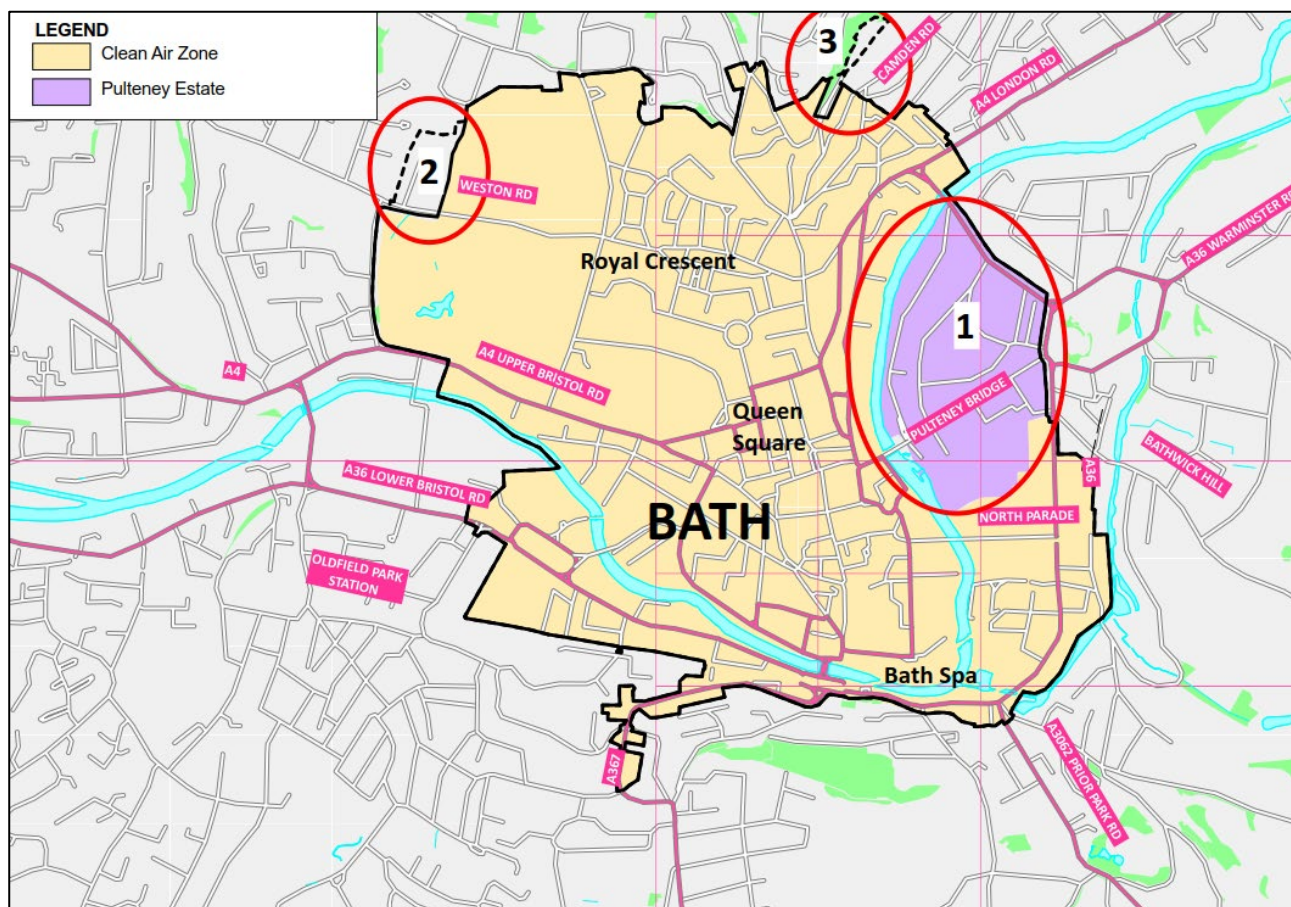 LEGEND
Clean Air Zone
Pulteney Estate
3
CAMDEN RD
A4 LONDON RD
2
WESTON RD
A36 WARMINSTER RD
Royal Crescent
1
A4
A4 UPPER BRISTOL RD
PULTENEY BRIDGE
Queen
Square
BATHWICK HILL
A36
A36 LOWER BRISTOL RD
BATH
NORTH PARADE
OLDFIELD PARK
STATION
Bath Spa
A367
A3062 PRIOR PARK RD